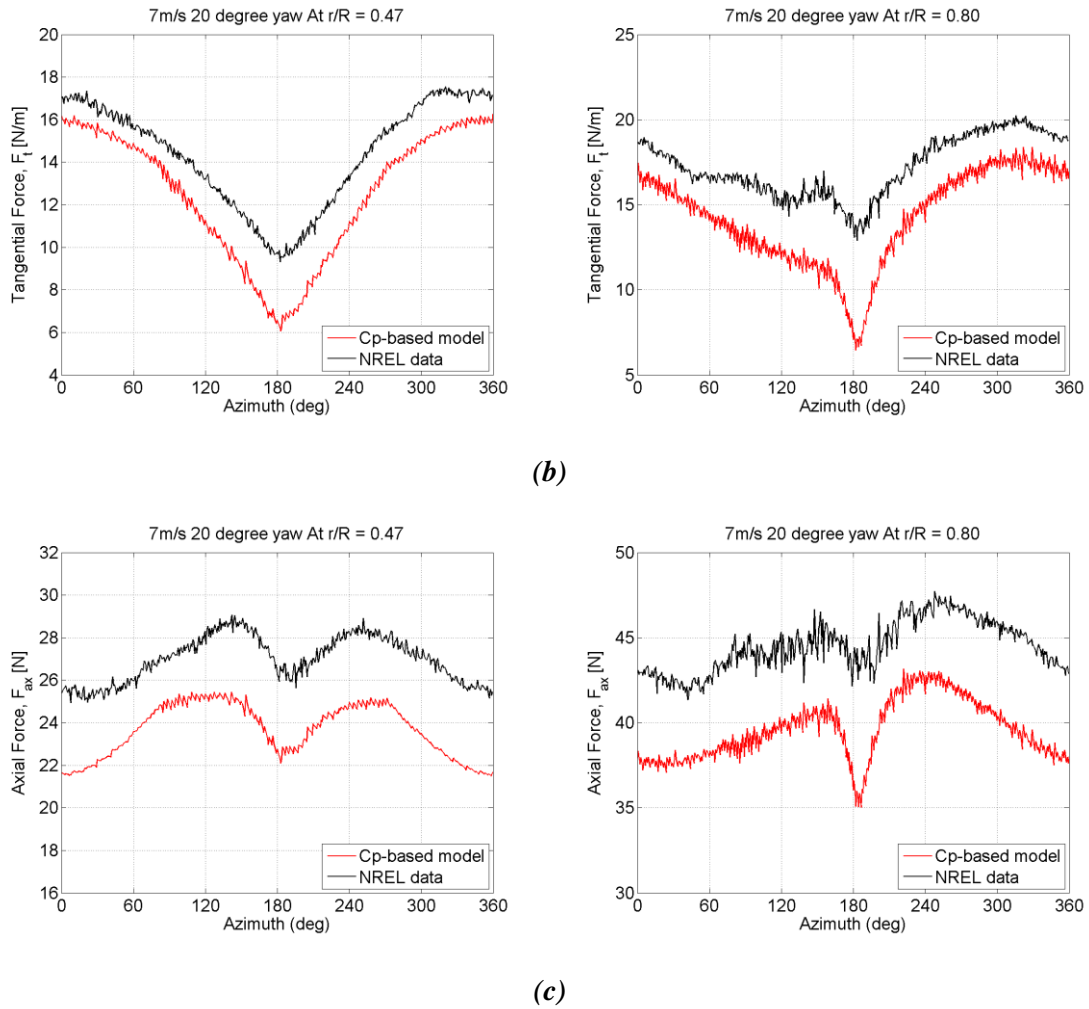 7m/s 20 degree yaw At r/R = 0.47
20
18
16
14
12
10
8
6
4
Tangential Force, F_t [N/m]
0 60 120 180 240 300 360
Azimuth (deg)
Cp-based model
NREL data
7m/s 20 degree yaw At r/R = 0.80
25
20
15
10
5
Tangential Force, F_t [N/m]
0 60 120 180 240 300 360
Azimuth (deg)
Cp-based model
NREL data
(b)
7m/s 20 degree yaw At r/R = 0.47
32
30
28
26
24
22
20
18
16
Axial Force, F_ax [N]
0 60 120 180 240 300 360
Azimuth (deg)
Cp-based model
NREL data
7m/s 20 degree yaw At r/R = 0.80
50
45
40
35
30
Axial Force, F_ax [N]
0 60 120 180 240 300 360
Azimuth (deg)
Cp-based model
NREL data
(c)